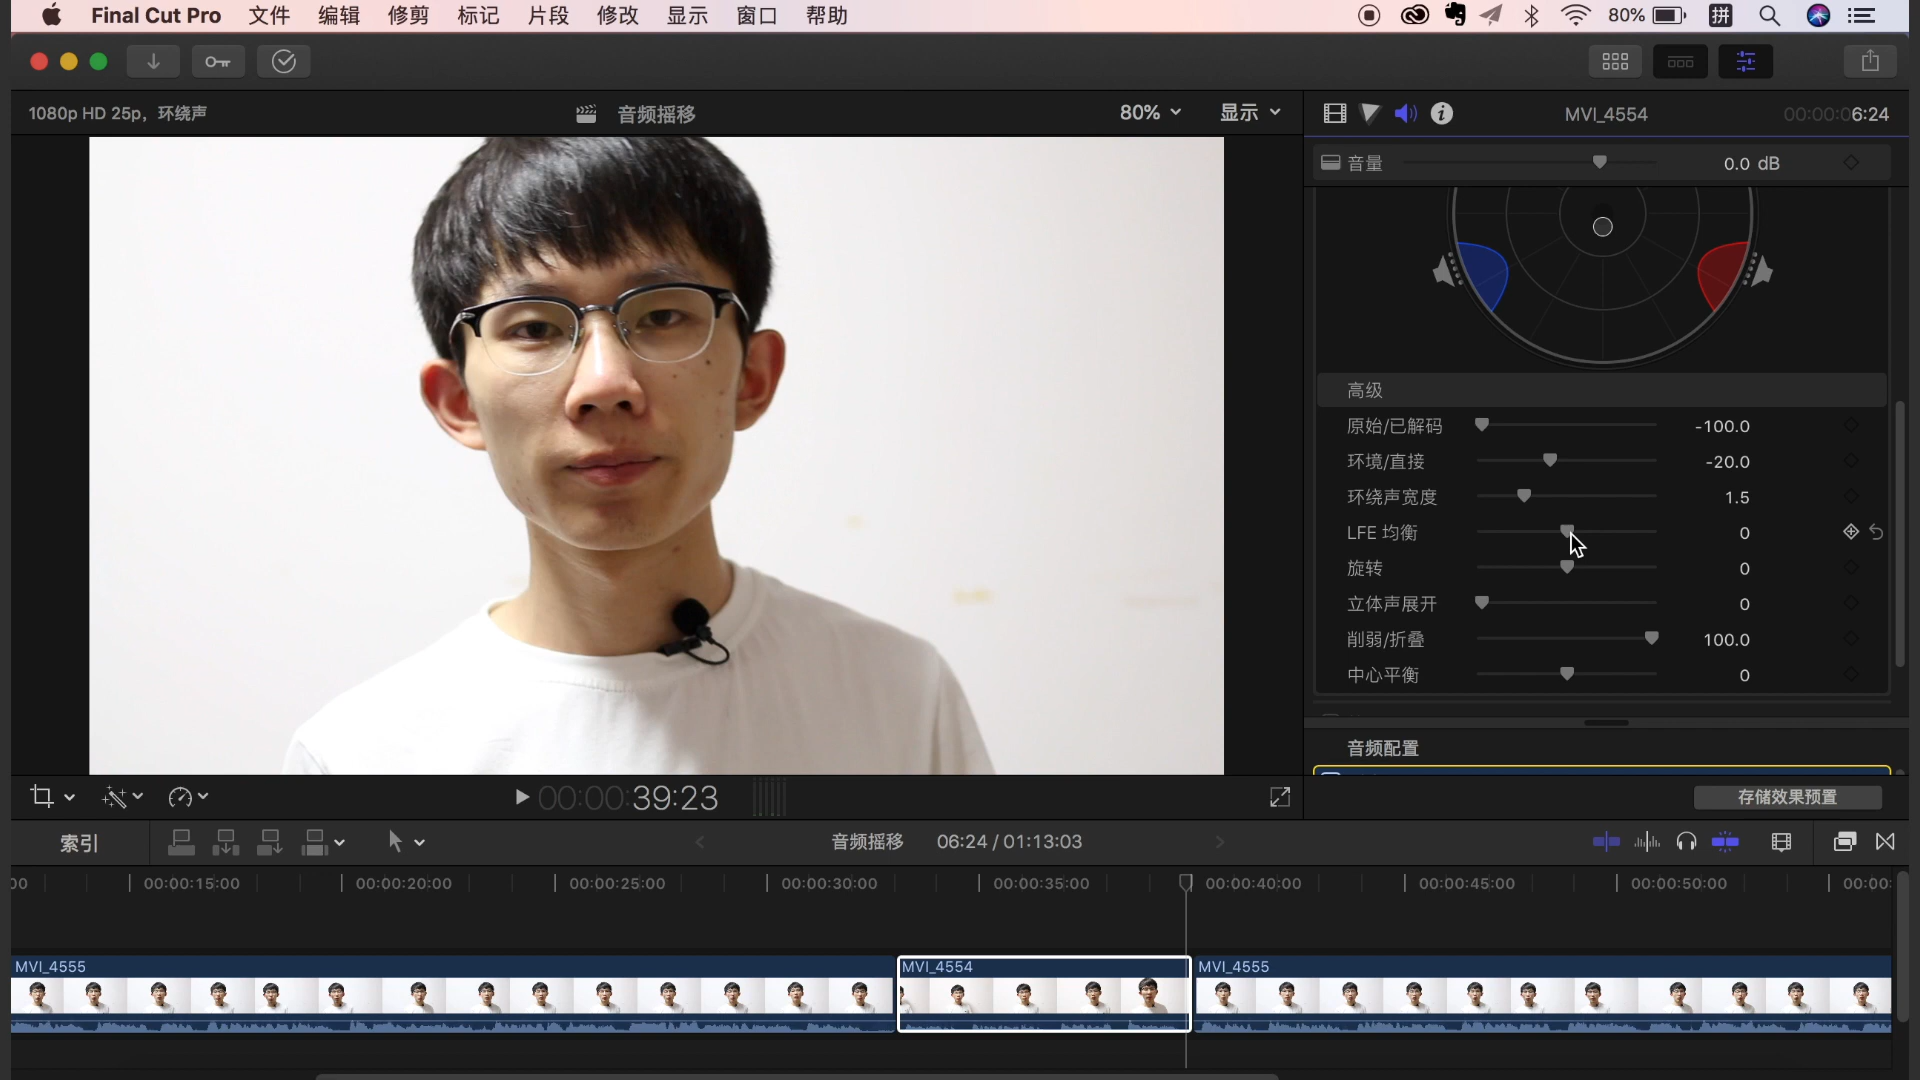 Final Cut Pro 文件 编辑 修剪 标记 片段 修改 显示 窗口 帮助 80% 拼
1080p HD 25p，环绕声 音频摇移 80% 显示 MVI_4554 00:00:06:24
音量 0.0 dB
高级
原始/已解码 -100.0
环境/直接 -20.0
环绕声宽度 1.5
LFE 均衡 0
旋转 0
立体声展开 0
削弱/折叠 100.0
中心平衡 0
音频配置
00:00:39:23 存储效果预置
索引 音频摇移 06:24 / 01:13:03
00 00:00:15:00 00:00:20:00 00:00:25:00 00:00:30:00 00:00:35:00 00:00:40:00 00:00:45:00 00:00:50:00 00:00:
MVI_4555 MVI_4554 MVI_4555